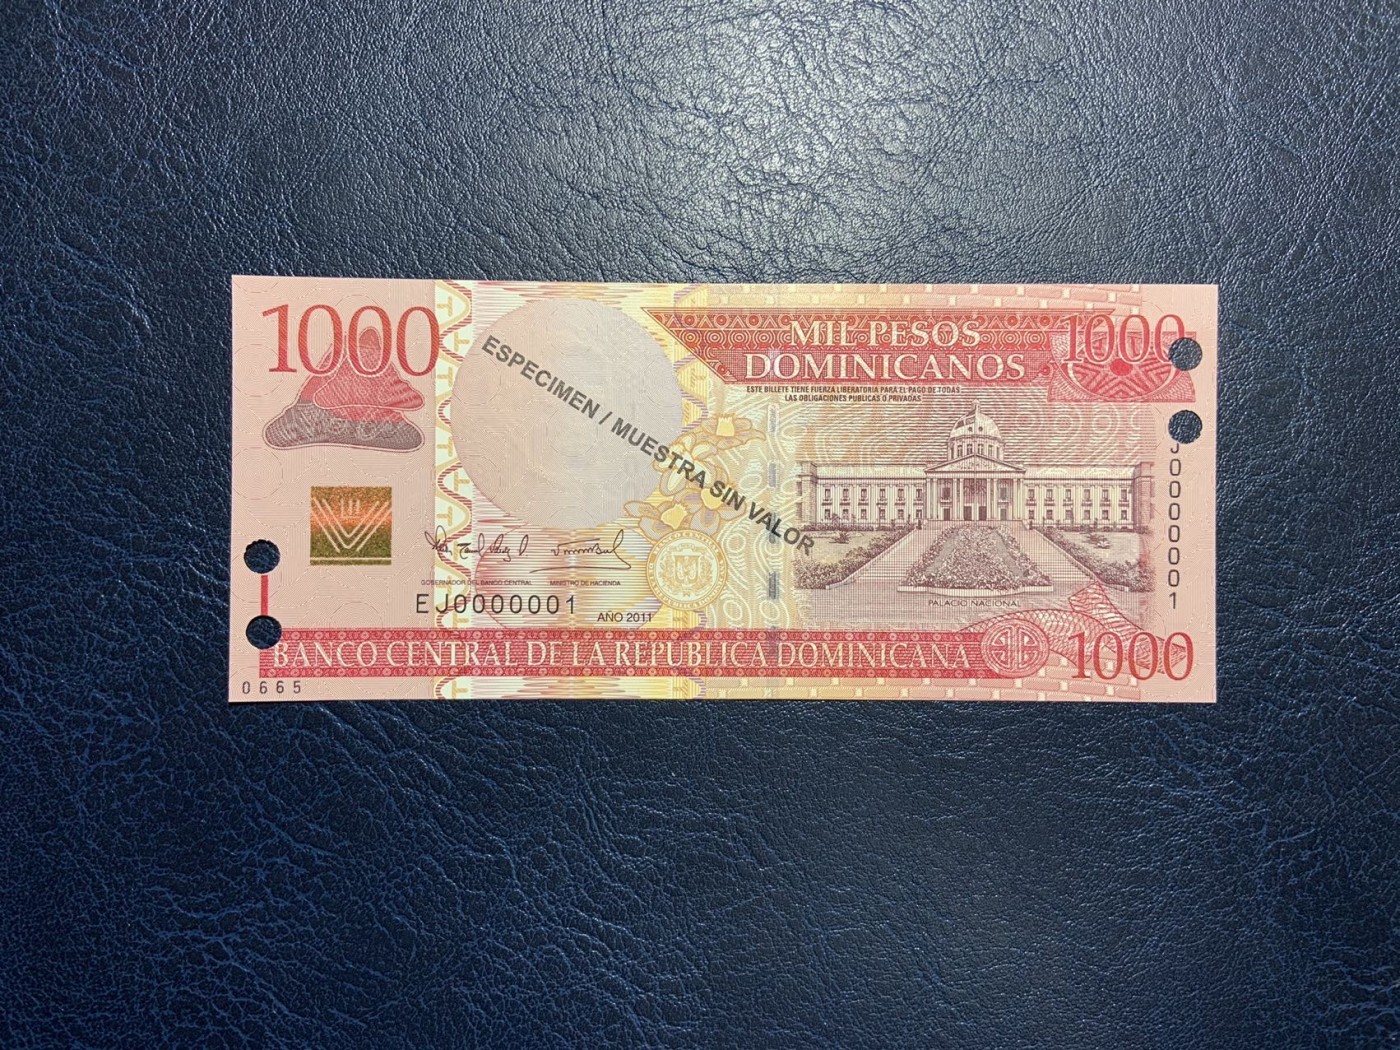 1000
MIL PESOS
DOMINICANOS
1000
ESTE BILLETE TIENE FUERZA LIBERATORIA PARA EL PAGO DE TODAS
LAS OBLIGACIONES PUBLICAS O PRIVADAS
ESPECIMEN / MUESTRA SIN VALOR
J0000001
GOBERNADOR DEL BANCO CENTRAL MINISTRO DE HACIENDA
EJ0000001
AÑO 2011
PALACIO NACIONAL
BANCO CENTRAL DE LA REPUBLICA DOMINICANA
1000
0665